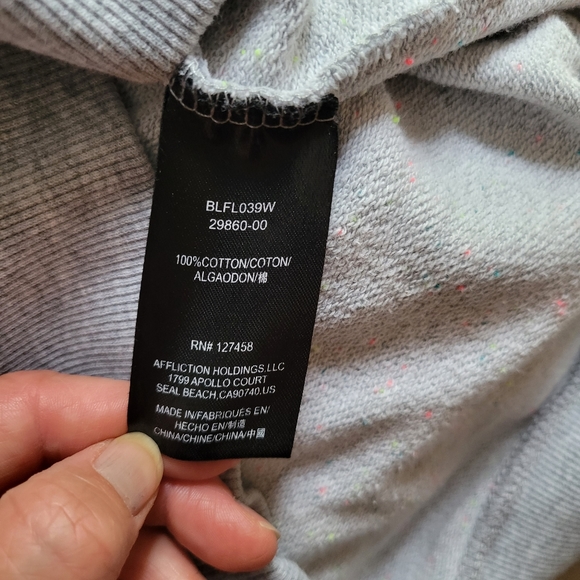 BLFL039W
29860-00
100%COTTON/COTON/
ALGAODON/棉
RN# 127458
AFFLICTION HOLDINGS,LLC
1799 APOLLO COURT
SEAL BEACH,CA90740.US
MADE IN/FABRIQUES EN/
HECHO EN/制造
CHINA/CHINE/CHINA/中國